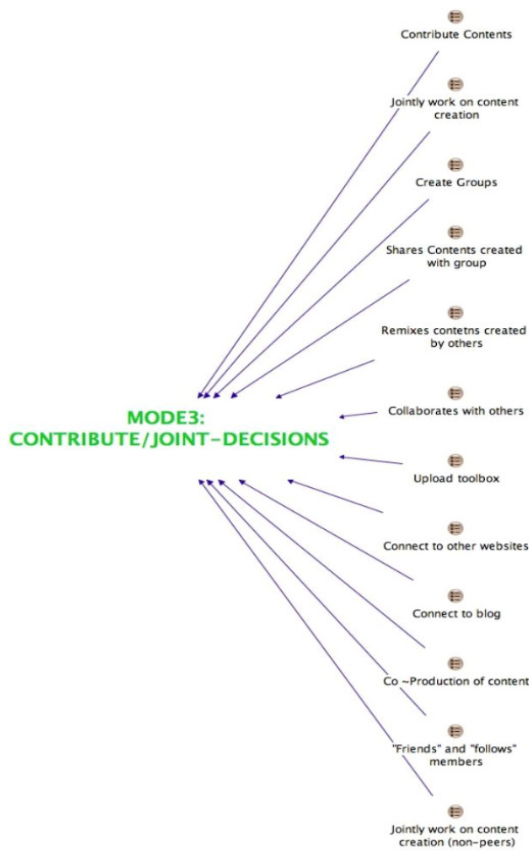 Contribute Contents
Jointly work on content
creation
Create Groups
Shares Contents created
with group
Remixes contetns created
by others
MODE3:
CONTRIBUTE/JOINT-DECISIONS
Collaborates with others
Upload toolbox
Connect to other websites
Connect to blog
Co ~Production of content
"Friends" and "follows"
members
Jointly work on content
creation (non-peers)